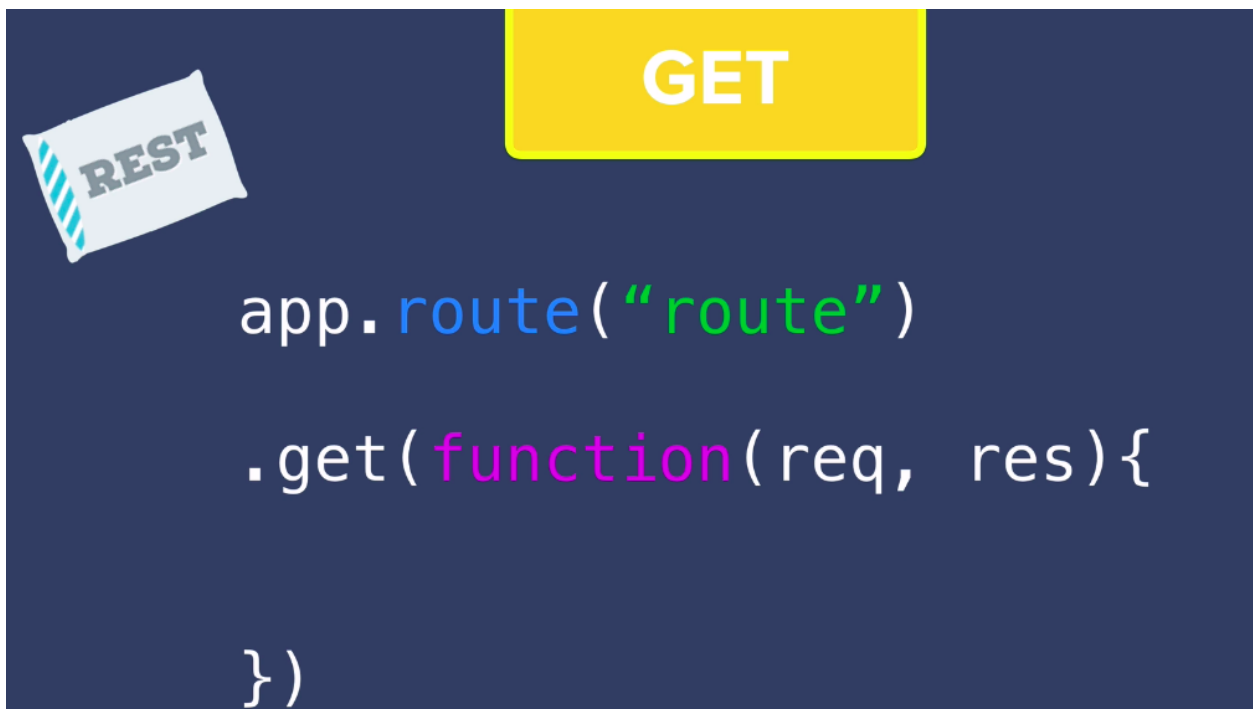 GET
REST
app.route(“route”)
.get(function(req, res){
})